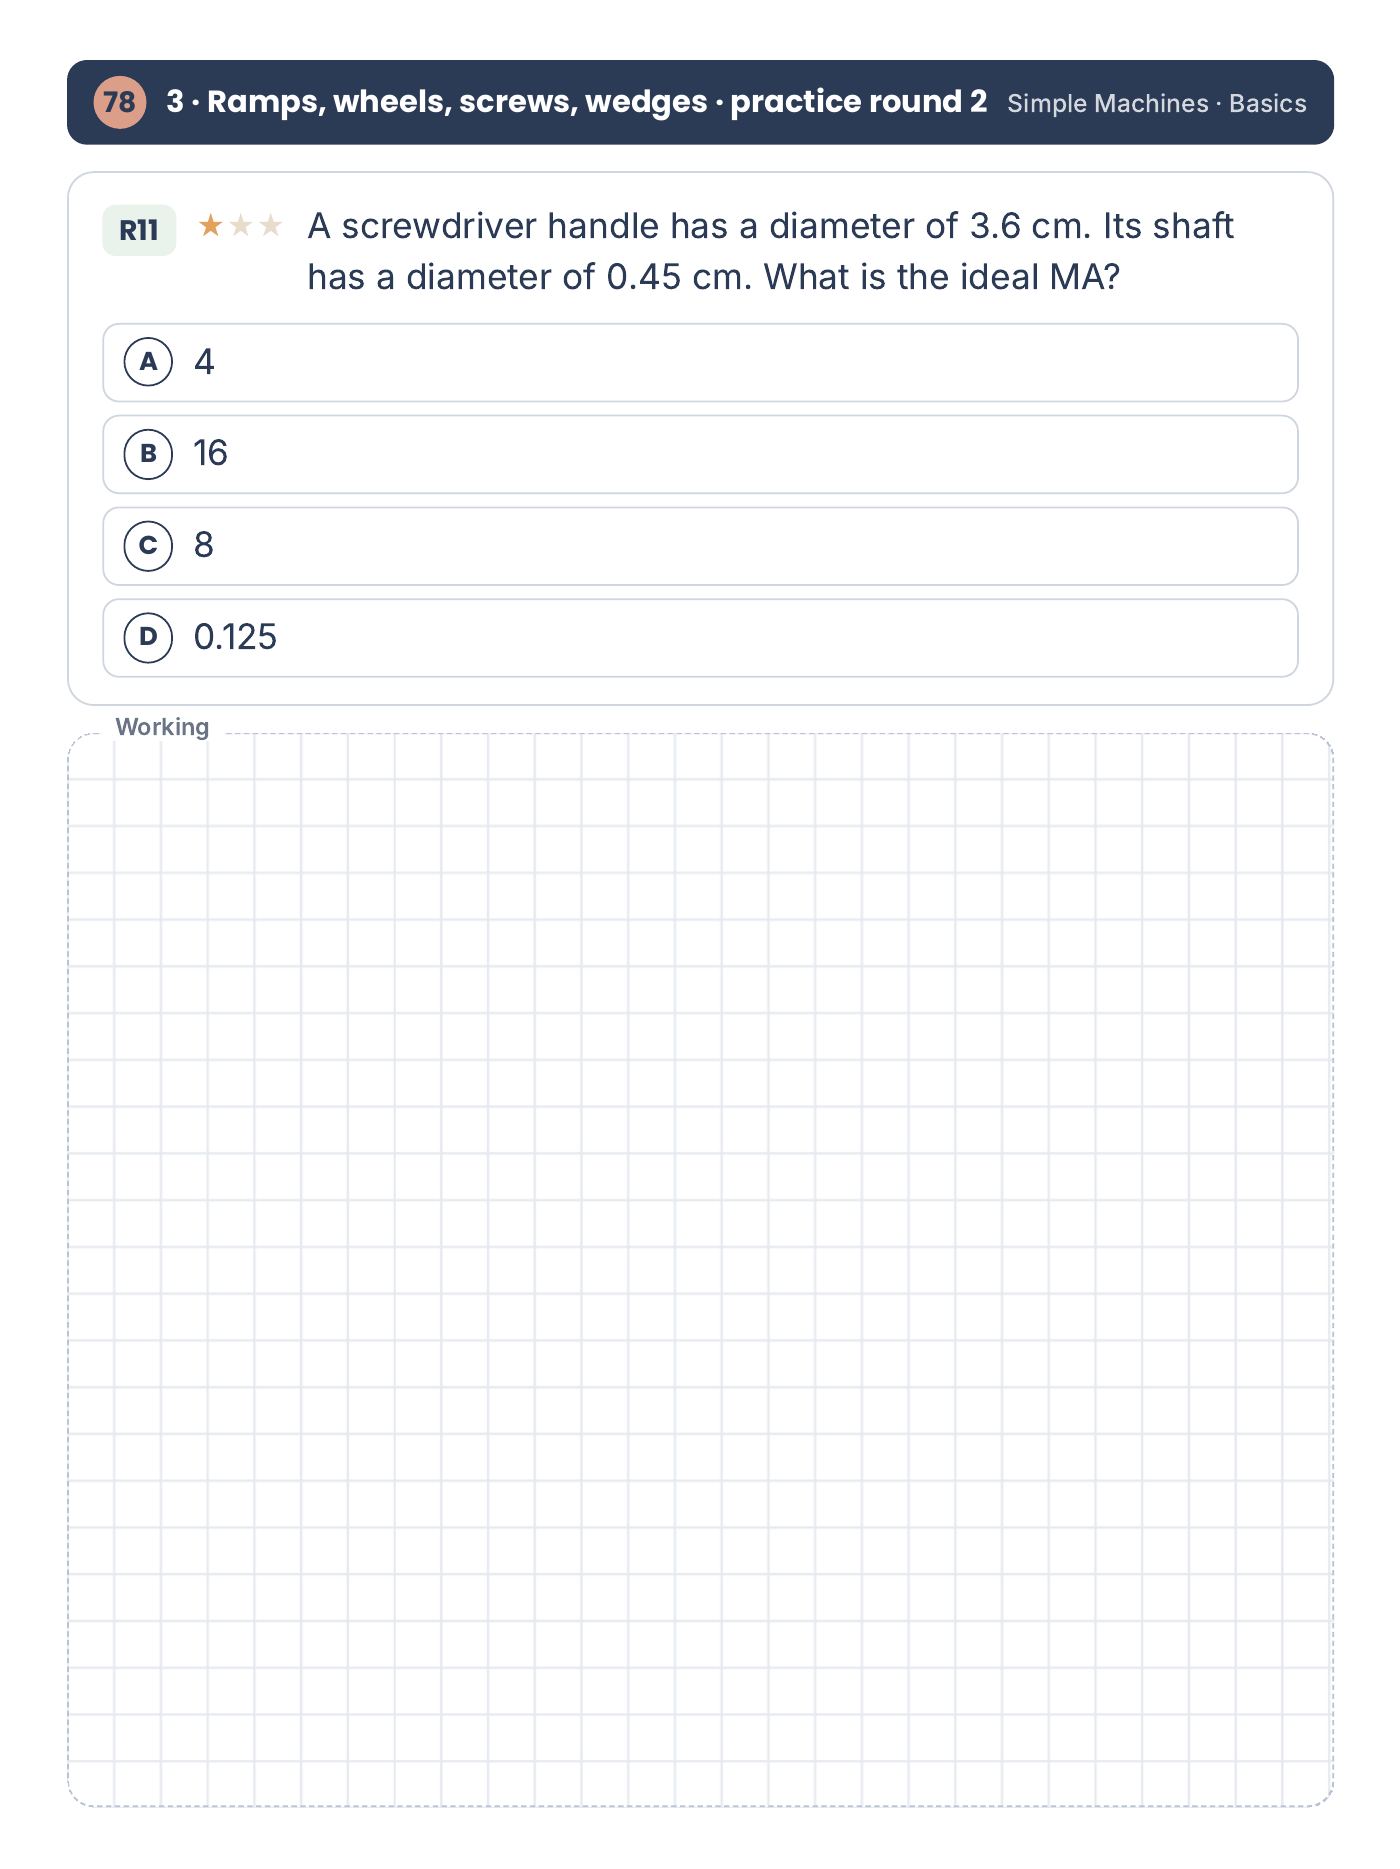 78 3 · Ramps, wheels, screws, wedges · practice round 2 Simple Machines · Basics
R11 ★★★ A screwdriver handle has a diameter of 3.6 cm. Its shaft
has a diameter of 0.45 cm. What is the ideal MA?
A 4
B 16
C 8
D 0.125
Working